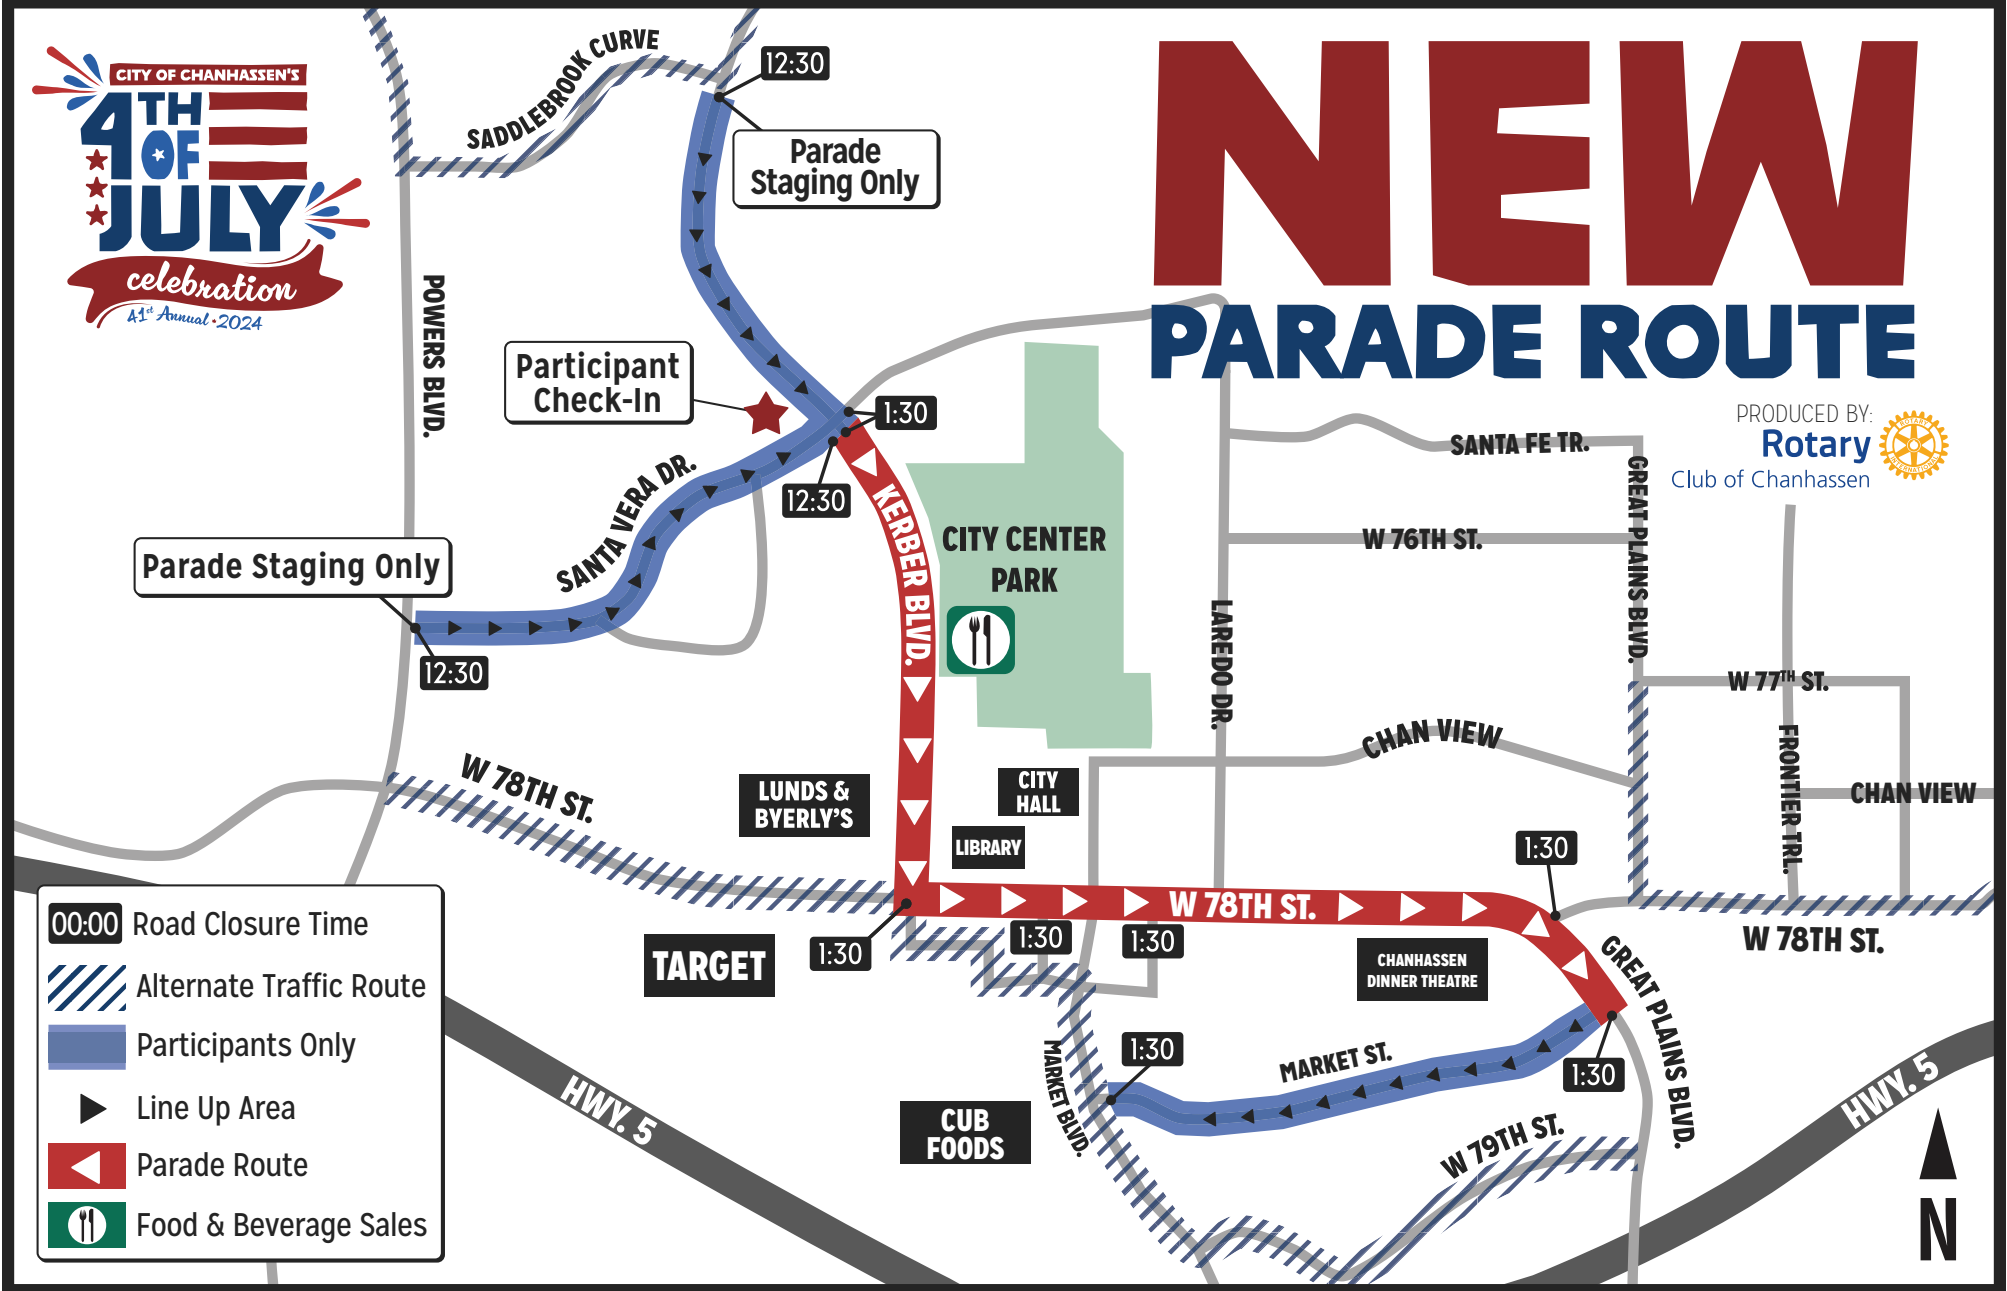 CITY OF CHANHASSEN'S
4TH
OF
JULY
celebration
41st Annual • 2024
NEW
PARADE ROUTE
PRODUCED BY:
Rotary
Club of Chanhassen
ROTARY
INTERNATIONAL
SADDLEBROOK CURVE
12:30
Parade
Staging Only
POWERS BLVD.
Participant
Check-In
1:30
12:30
SANTA VERA DR.
Parade Staging Only
12:30
KERBER BLVD.
CITY CENTER
PARK
SANTA FE TR.
GREAT PLAINS BLVD.
W 76TH ST.
LAREDO DR.
W 77TH ST.
CHAN VIEW
FRONTIER TRL.
CHAN VIEW
W 78TH ST.
LUNDS &
BYERLY'S
CITY
HALL
LIBRARY
1:30
W 78TH ST.
W 78TH ST.
TARGET
1:30
1:30
1:30
CHANHASSEN
DINNER THEATRE
GREAT PLAINS BLVD.
1:30
MARKET ST.
1:30
MARKET BLVD.
CUB
FOODS
W 79TH ST.
HWY. 5
HWY. 5
N
00:00 Road Closure Time
Alternate Traffic Route
Participants Only
Line Up Area
Parade Route
Food & Beverage Sales